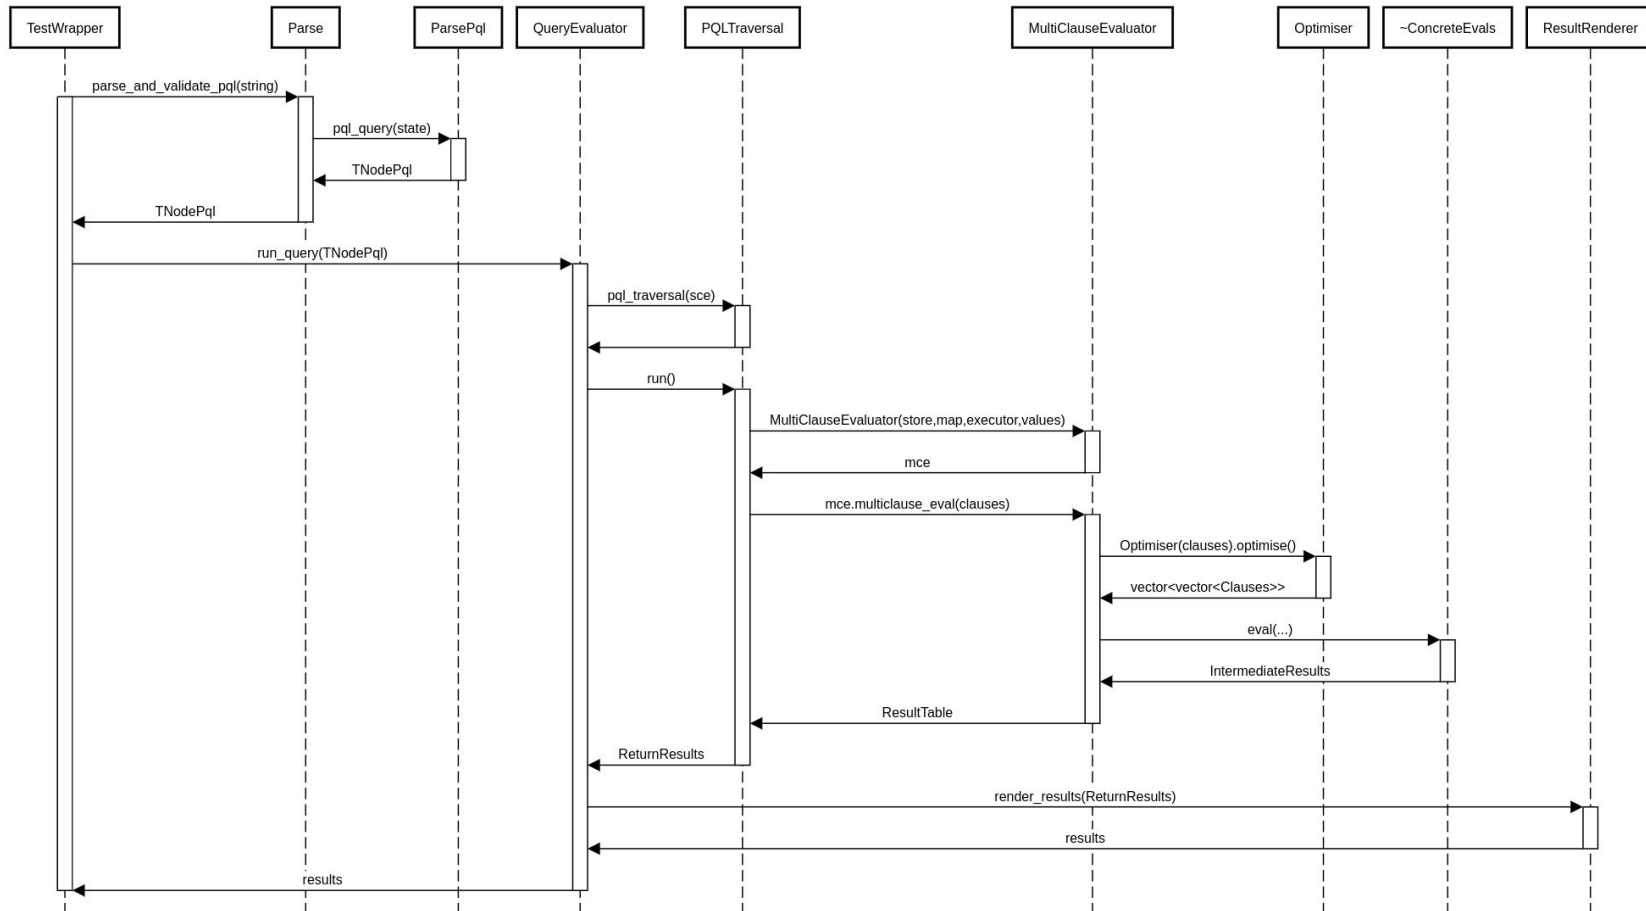 TestWrapper
Parse
ParsePql
QueryEvaluator
PQLTraversal
MultiClauseEvaluator
Optimiser
~ConcreteEvals
ResultRenderer
parse_and_validate_pql(string)
pql_query(state)
TNodePql
TNodePql
run_query(TNodePql)
pql_traversal(sce)
run()
MultiClauseEvaluator(store,map,executor,values)
mce
mce.multiclause_eval(clauses)
Optimiser(clauses).optimise()
vector<vector<Clauses>>
eval(...)
IntermediateResults
ResultTable
ReturnResults
render_results(ReturnResults)
results
results